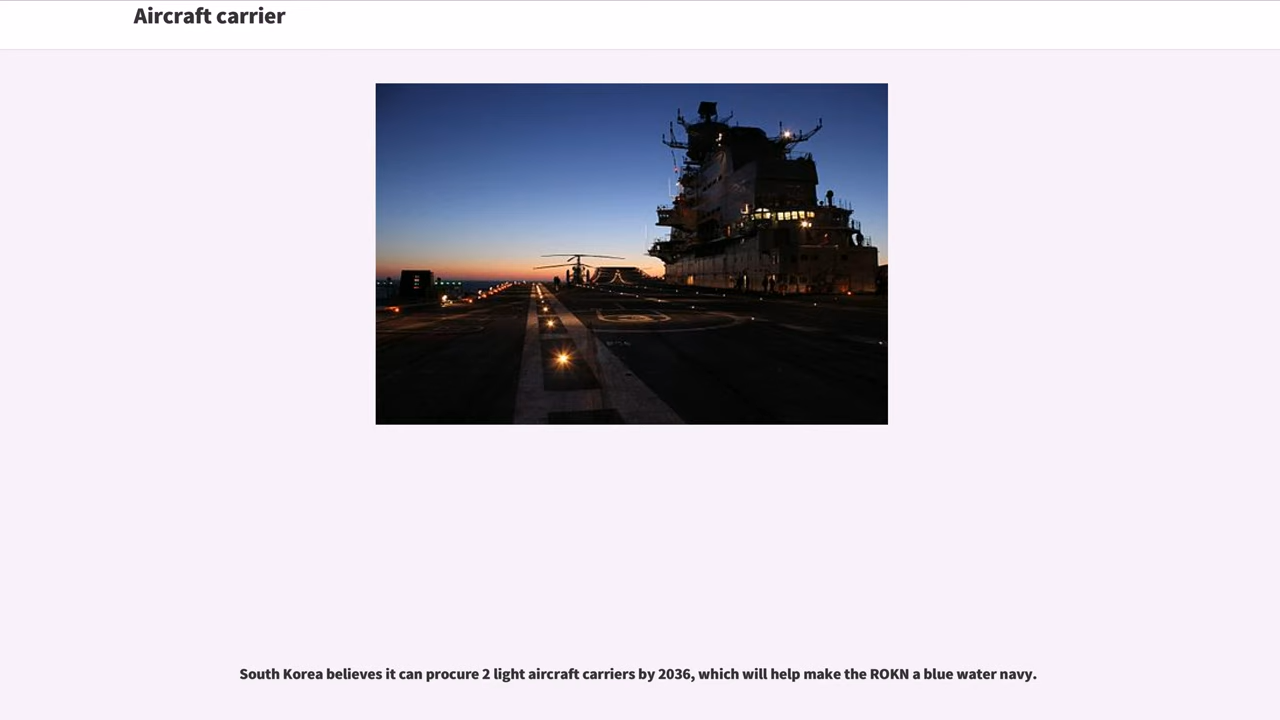 Aircraft carrier
South Korea believes it can procure 2 light aircraft carriers by 2036, which will help make the ROKN a blue water navy.